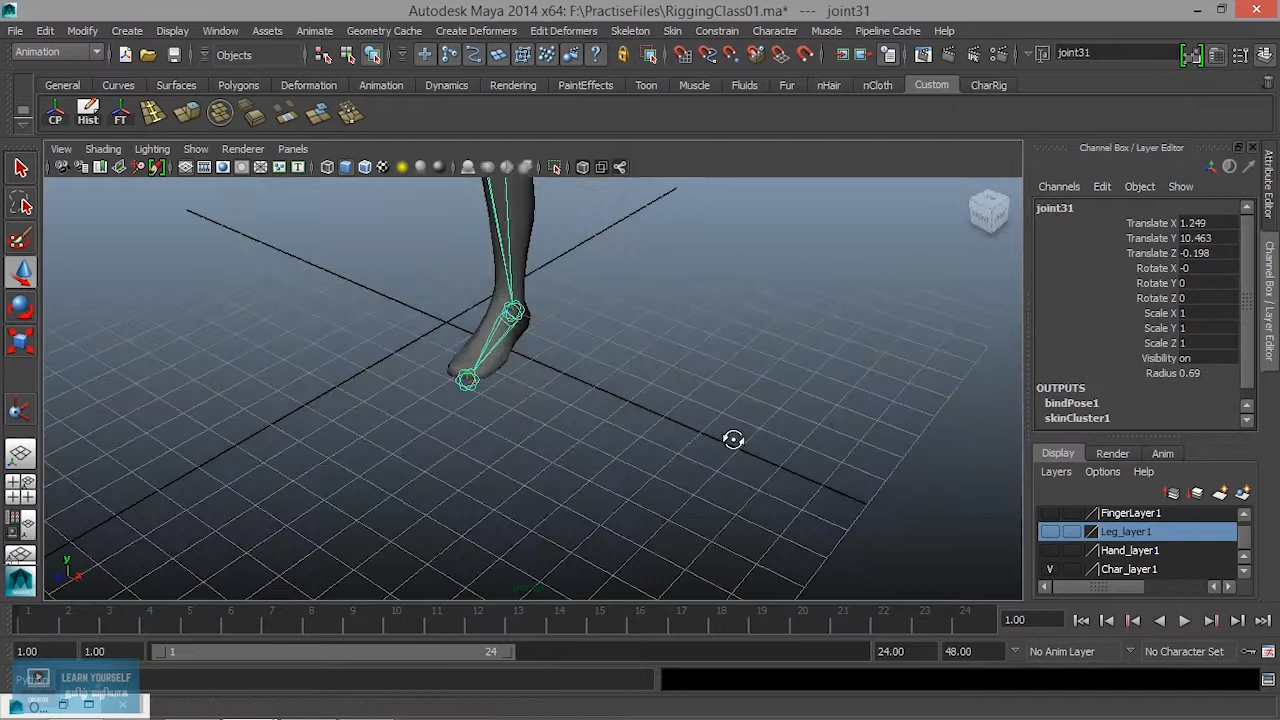 Autodesk Maya 2014 x64: F:\PractiseFiles\RiggingClass01.ma* --- joint31
File Edit Modify Create Display Window Assets Animate Geometry Cache Create Deformers Edit Deformers Skeleton Skin Constrain Character Muscle Pipeline Cache Help
Animation Objects joint31
General Curves Surfaces Polygons Deformation Animation Dynamics Rendering PaintEffects Toon Muscle Fluids Fur nHair nCloth Custom CharRig
CP Hist FT
View Shading Lighting Show Renderer Panels
Channel Box / Layer Editor
Channels Edit Object Show
joint31
Translate X 1.249
Translate Y 10.463
Translate Z -0.198
Rotate X -0
Rotate Y 0
Rotate Z 0
Scale X 1
Scale Y 1
Scale Z 1
Visibility on
Radius 0.69
OUTPUTS
bindPose1
skinCluster1
Attribute Editor
Channel Box / Layer Editor
Display Render Anim
Layers Options Help
FingerLayer1
Leg_layer1
Hand_layer1
V Char_layer1
y
x
persp
1 2 3 4 5 6 7 8 9 10 11 12 13 14 15 16 17 18 19 20 21 22 23 24 1.00
1.00 1.00 1 24 24.00 48.00 No Anim Layer No Character Set
LEARN YOURSELF
தமிழ் வழியாக
O...